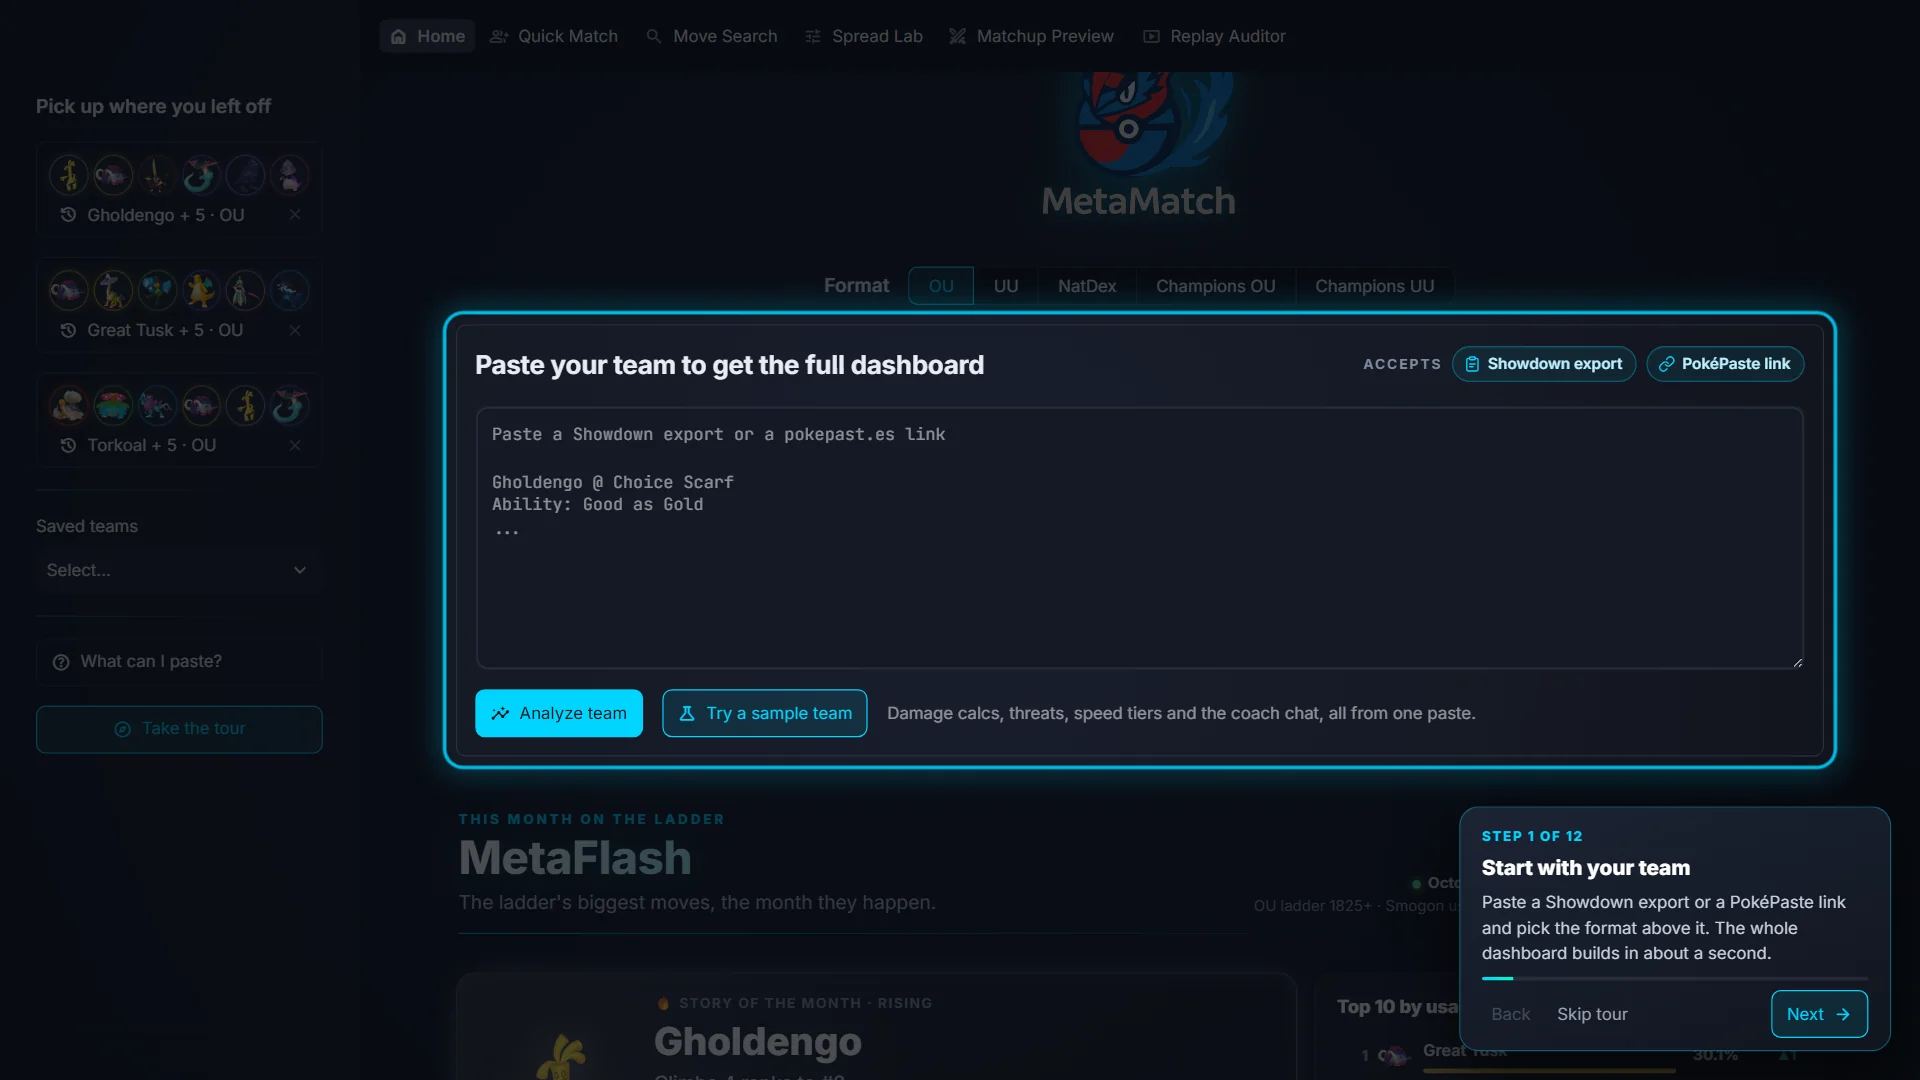 Home
Quick Match
Move Search
Spread Lab
Matchup Preview
Replay Auditor
Pick up where you left off
Gholdengo + 5 · OU
Great Tusk + 5 · OU
Torkoal + 5 · OU
Saved teams
Select...
What can I paste?
Take the tour
MetaMatch
Format
OU
UU
NatDex
Champions OU
Champions UU
Paste your team to get the full dashboard
ACCEPTS
Showdown export
PokéPaste link
Paste a Showdown export or a pokepast.es link
Gholdengo @ Choice Scarf
Ability: Good as Gold
...
Analyze team
Try a sample team
Damage calcs, threats, speed tiers and the coach chat, all from one paste.
THIS MONTH ON THE LADDER
MetaFlash
The ladder's biggest moves, the month they happen.
OU ladder 1825+ · Smogon
STORY OF THE MONTH · RISING
Gholdengo
Top 10 by
1
Great Tusk
30.1%
STEP 1 OF 12
Start with your team
Paste a Showdown export or a PokéPaste link
and pick the format above it. The whole
dashboard builds in about a second.
Back
Skip tour
Next